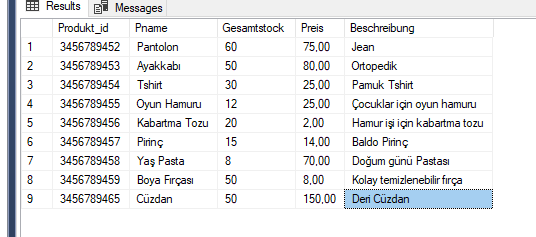 Results Messages
Produkt_id Pname Gesamtstock Preis Beschreibung
1 3456789452 Pantolon 60 75,00 Jean
2 3456789453 Ayakkabı 50 80,00 Ortopedik
3 3456789454 Tshirt 30 25,00 Pamuk Tshirt
4 3456789455 Oyun Hamuru 12 25,00 Çocuklar için oyun hamuru
5 3456789456 Kabartma Tozu 20 2,00 Hamur işi için kabartma tozu
6 3456789457 Pirinç 15 14,00 Baldo Pirinç
7 3456789458 Yaş Pasta 8 70,00 Doğum günü Pastası
8 3456789459 Boya Fırçası 50 8,00 Kolay temizlenebilir fırça
9 3456789465 Cüzdan 50 150,00 Deri Cüzdan